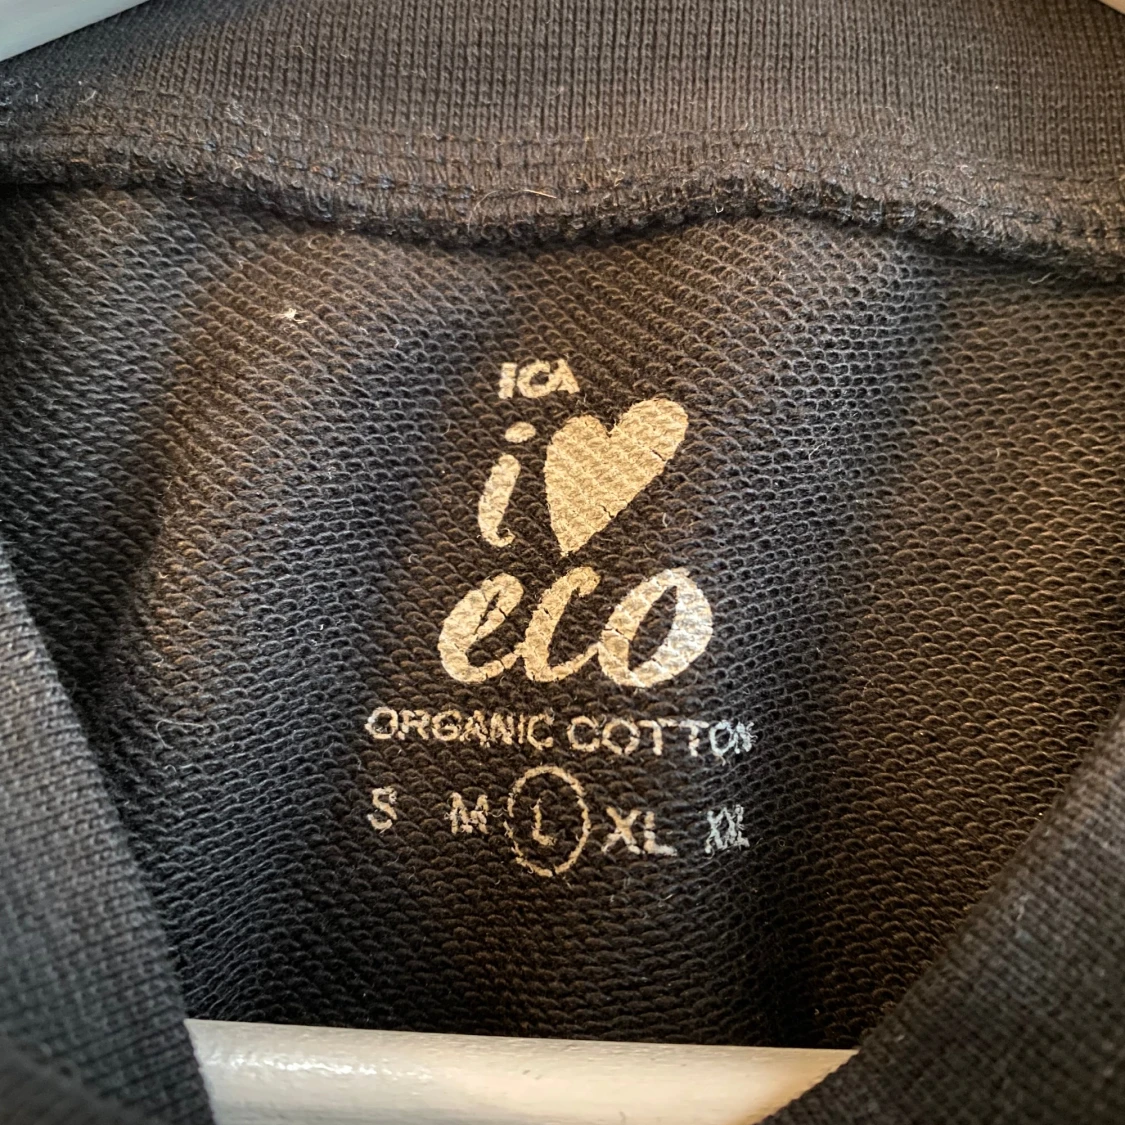 ICA
i♥
eco
ORGANIC COTTON
S M L XL XXL